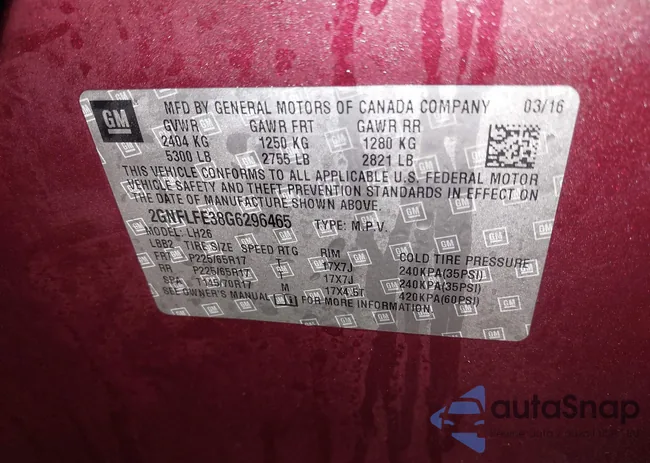 GM MFD BY GENERAL MOTORS OF CANADA COMPANY 03/16
GVWR GAWR FRT GAWR RR
2404 KG 1250 KG 1280 KG
5300 LB 2755 LB 2821 LB
THIS VEHICLE CONFORMS TO ALL APPLICABLE U.S. FEDERAL MOTOR
VEHICLE SAFETY AND THEFT PREVENTION STANDARDS IN EFFECT ON
THE DATE OF MANUFACTURE SHOWN ABOVE.
2GNFLFE38G6296465 TYPE: M.P.V.
LH26
LBB2 TIRE SIZE SPEED RTG RIM COLD TIRE PRESSURE
FRT P225/65R17 T 17X7J 240KPA(35PSI)
RR P225/65R17 T 17X7J 240KPA(35PSI)
SPA T145/70R17 M 17X4.5T 420KPA(60PSI)
SEE OWNER'S MANUAL FOR MORE INFORMATION
autaSnap